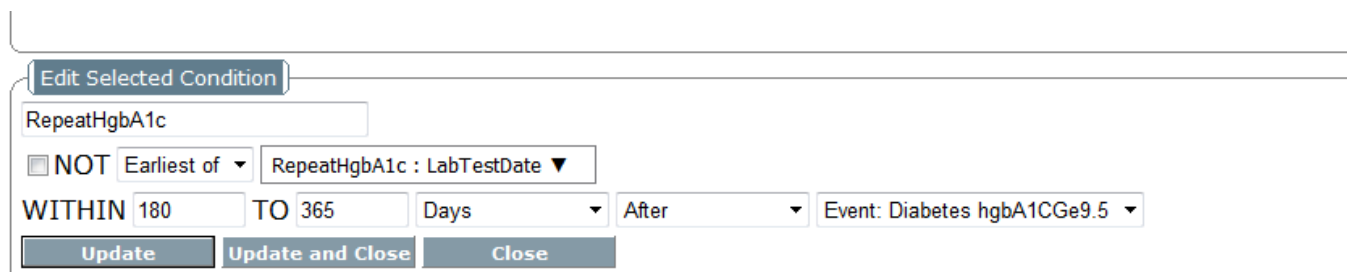 Edit Selected Condition
RepeatHgbA1c
NOT Earliest of RepeatHgbA1c : LabTestDate ▼
WITHIN 180 TO 365 Days After Event: Diabetes hgbA1CGe9.5
Update Update and Close Close